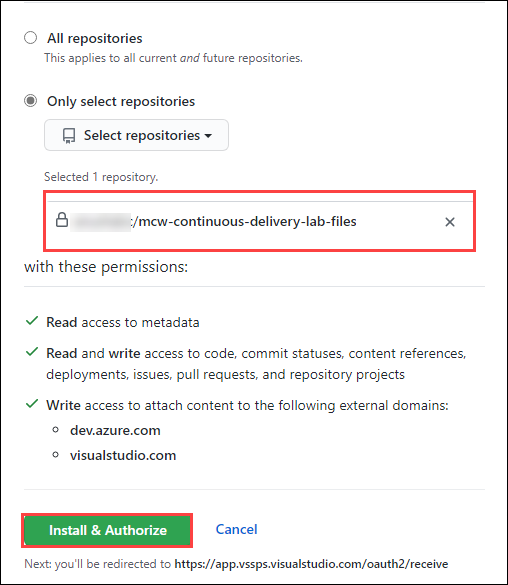 All repositories
This applies to all current and future repositories.
Only select repositories
Select repositories
Selected 1 repository.
/mcw-continuous-delivery-lab-files
with these permissions:
Read access to metadata
Read and write access to code, commit statuses, content references,
deployments, issues, pull requests, and repository projects
Write access to attach content to the following external domains:
dev.azure.com
visualstudio.com
Install & Authorize Cancel
Next: you'll be redirected to https://app.vssps.visualstudio.com/oauth2/receive